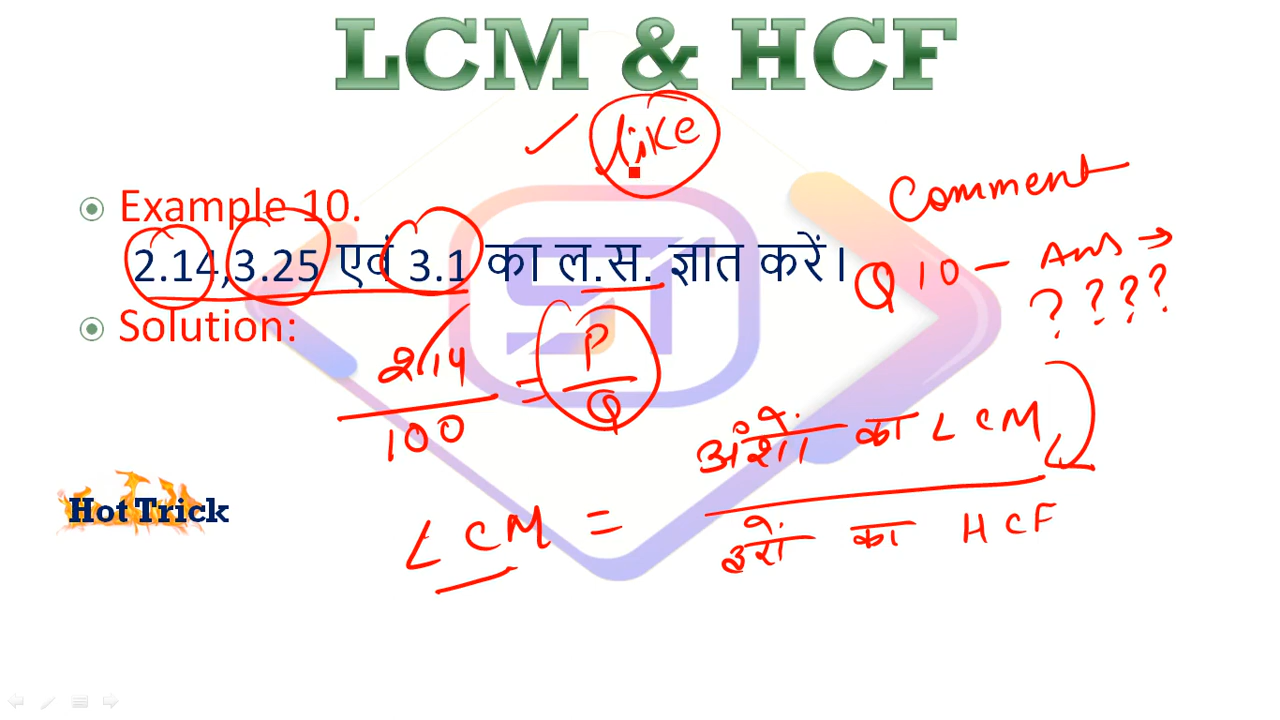 LCM & HCF
like
Example 10.
2.14,3.25 एवं 3.1 का ल.स. ज्ञात करें।
Comment
Q 10 - Ans →
? ? ? ?
Solution:
2.14 / 100 = P / Q
Hot Trick
LCM = अंशों का LCM / हरों का HCF